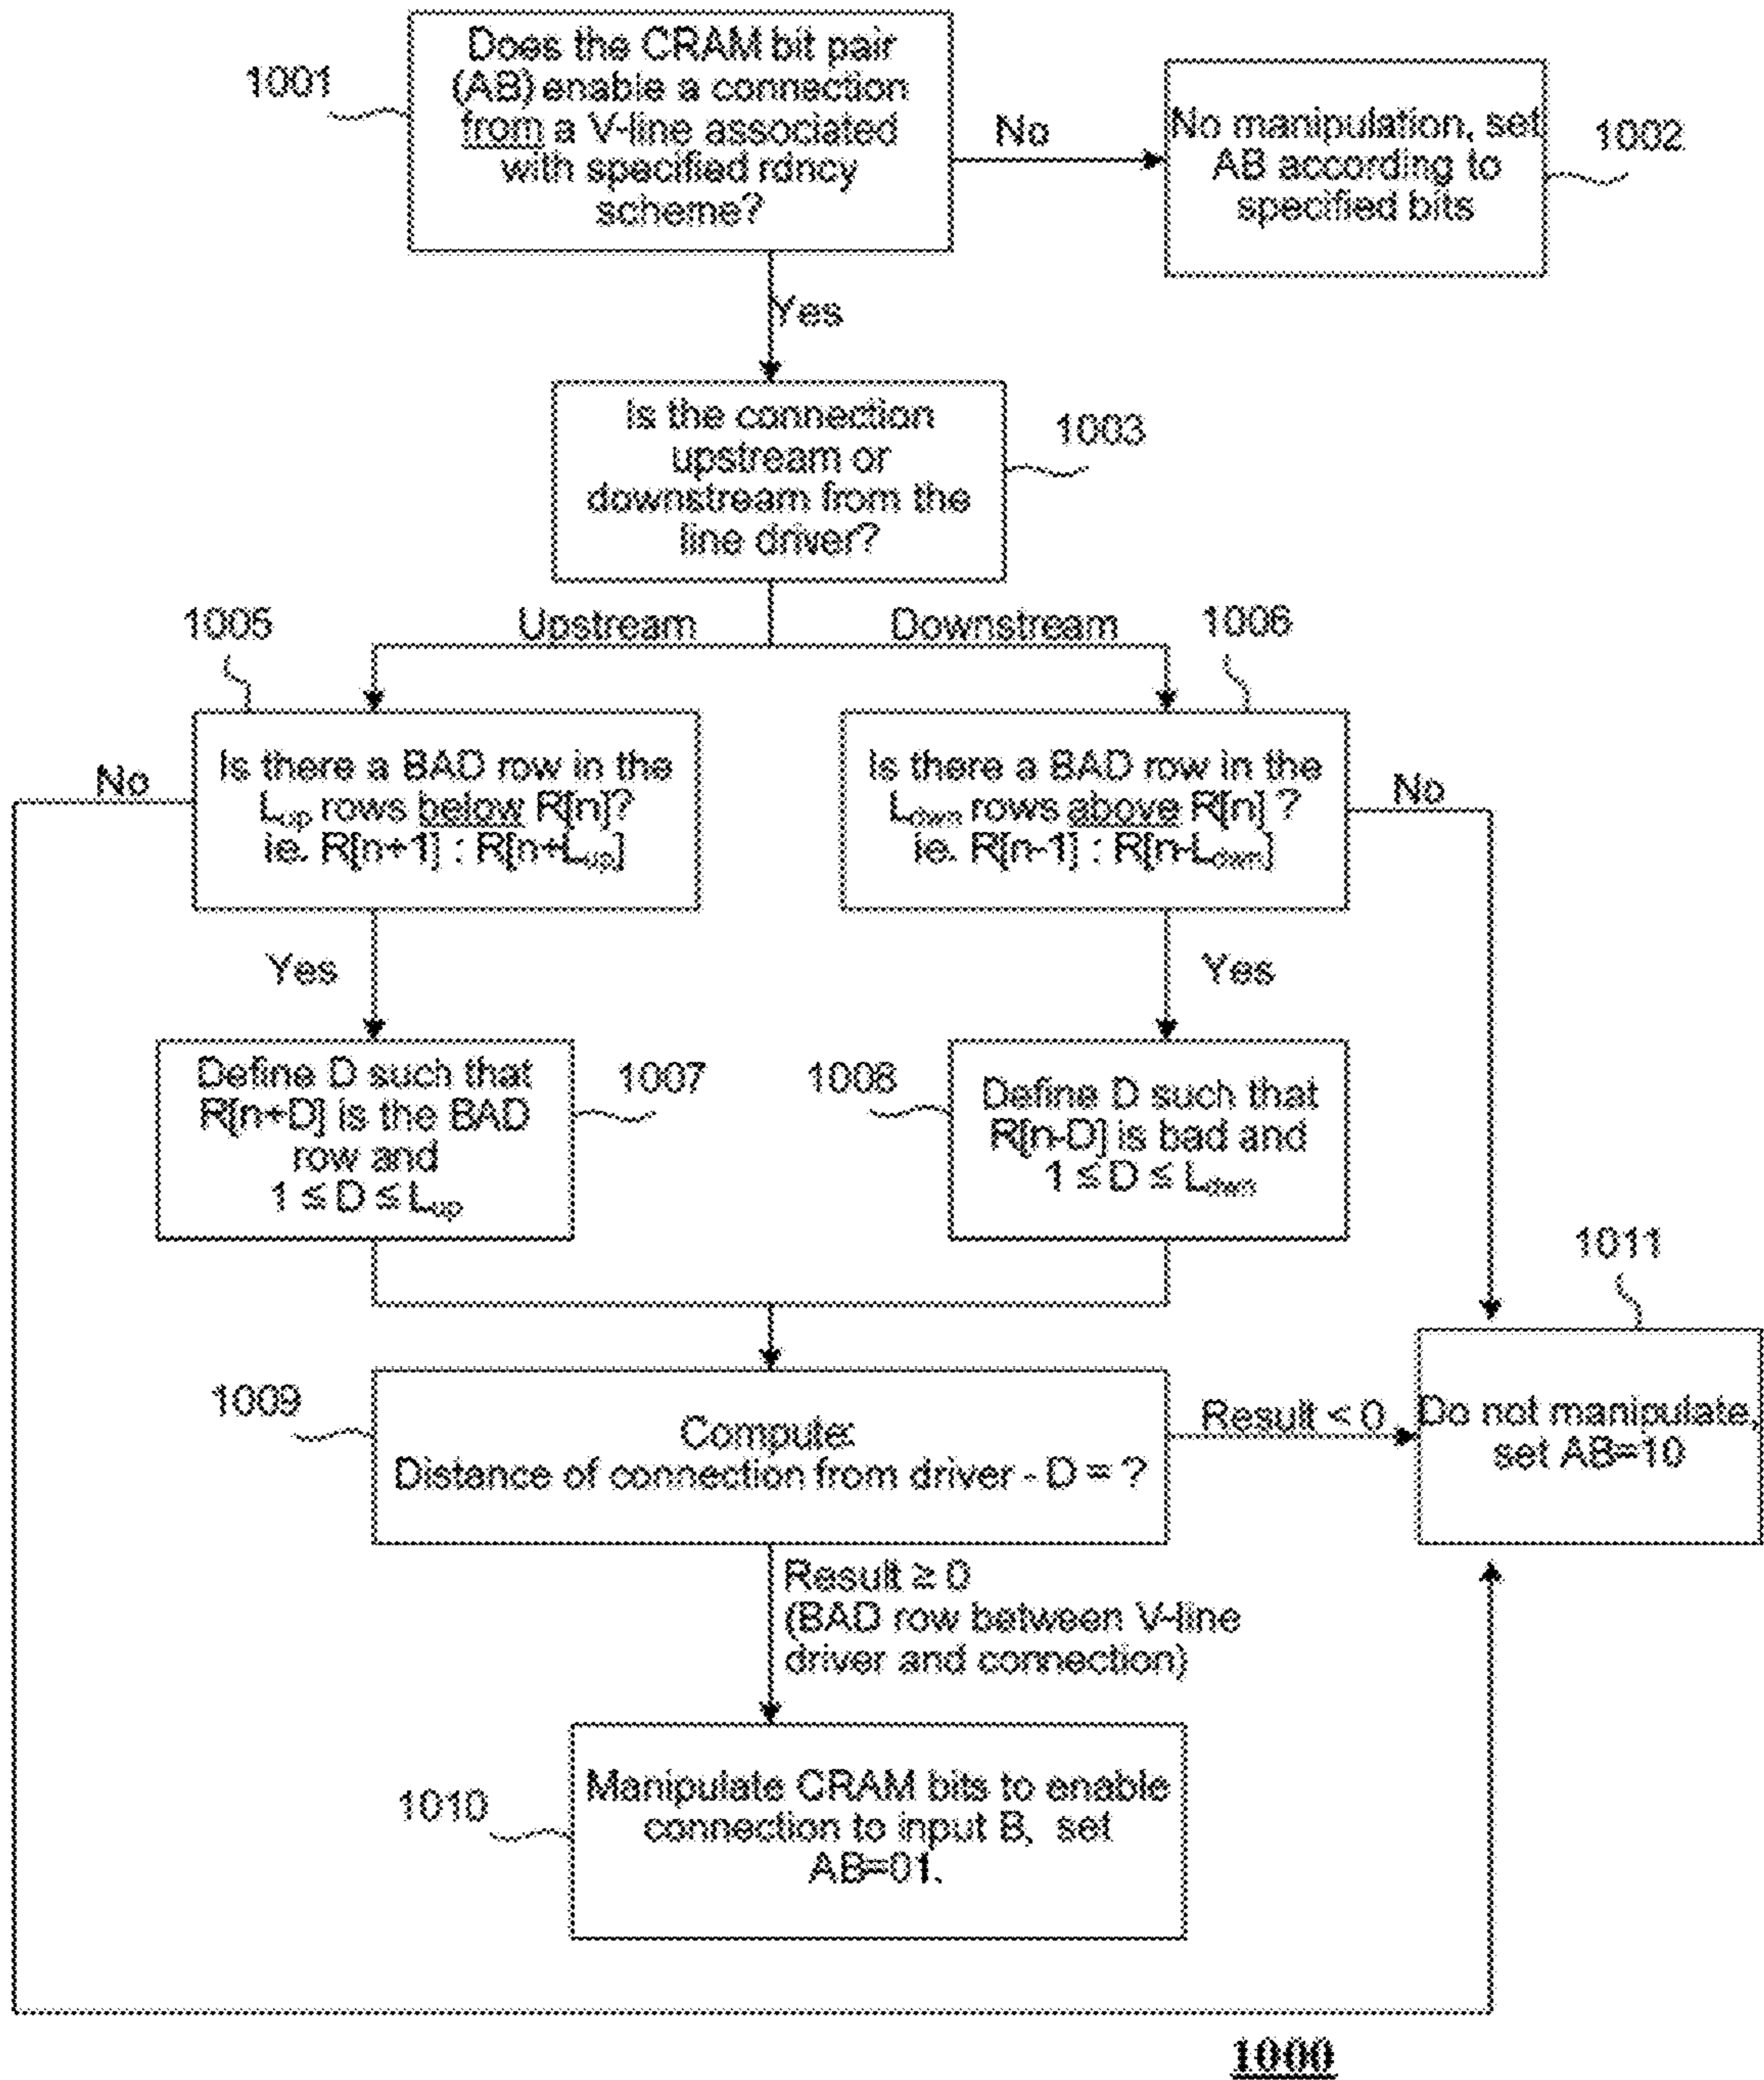 Does the CRAM bit pair
(AB) enable a connection
from a V-line associated
with specified rdncy
scheme?
1001
No
No manipulation, set
AB according to
specified bits
1002
Yes
Is the connection
upstream or
downstream from the
line driver?
1003
Upstream
Downstream
1005
1006
Is there a BAD row in the
Lup rows below R[n]?
ie. R[n+1] : R[n+Lup]
No
Is there a BAD row in the
Ldwn rows above R[n] ?
ie. R[n-1] : R[n-Ldwn]
No
Yes
Yes
Define D such that
R[n+D] is the BAD
row and
1 ≤ D ≤ Lup
1007
1008
Define D such that
R[n-D] is bad and
1 ≤ D ≤ Ldwn
1011
1009
Compute:
Distance of connection from driver - D = ?
Result < 0
Do not manipulate,
set AB=10
Result ≥ 0
(BAD row between V-line
driver and connection)
1010
Manipulate CRAM bits to enable
connection to input B, set
AB=01.
1000